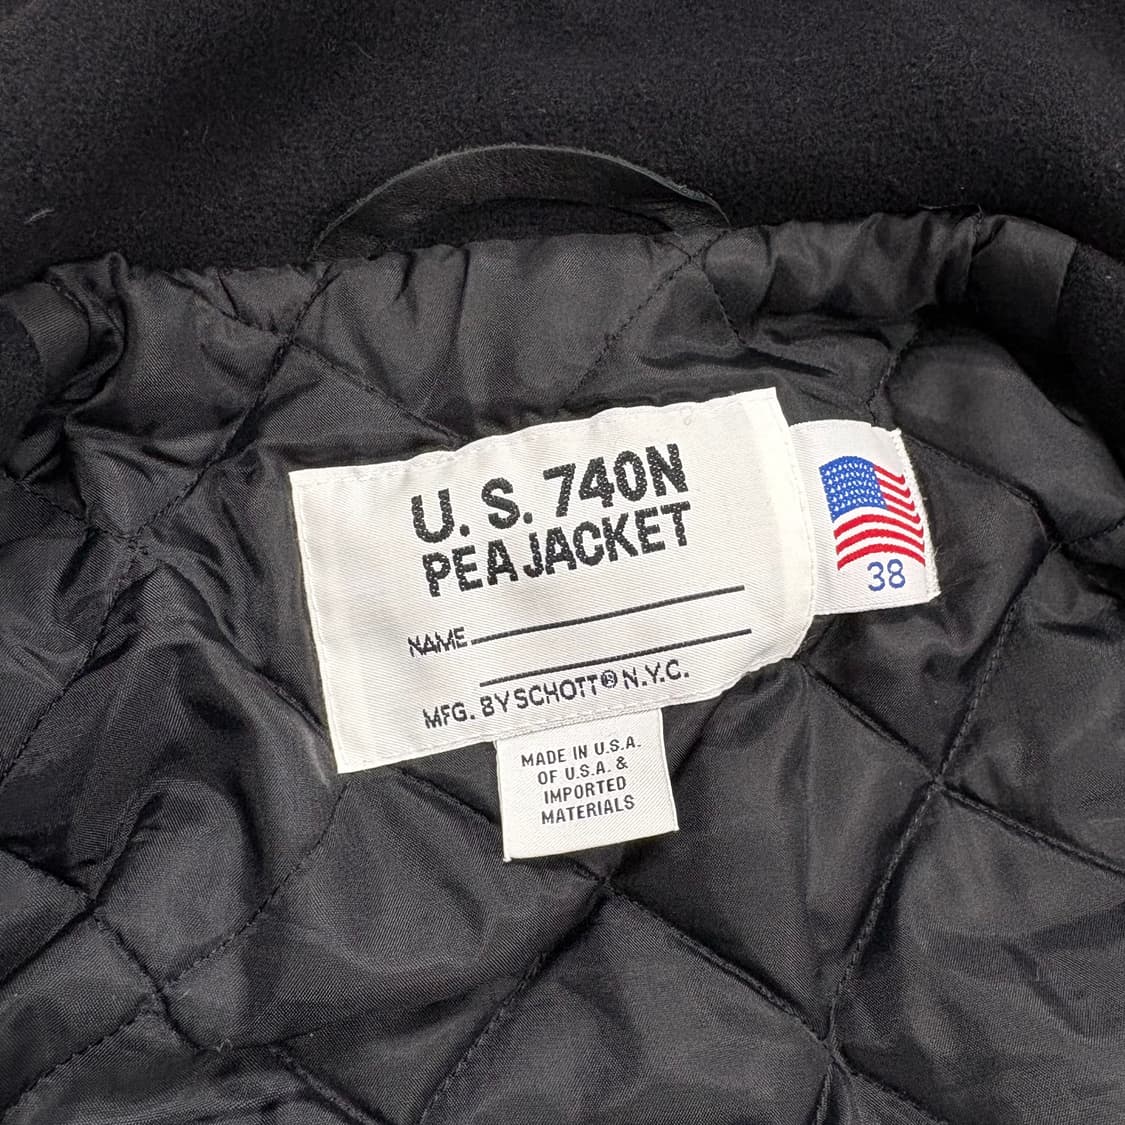 U. S. 740N
PEA JACKET
NAME
MFG. BY SCHOTT® N.Y.C.
38
MADE IN U.S.A.
OF U.S.A. &
IMPORTED
MATERIALS